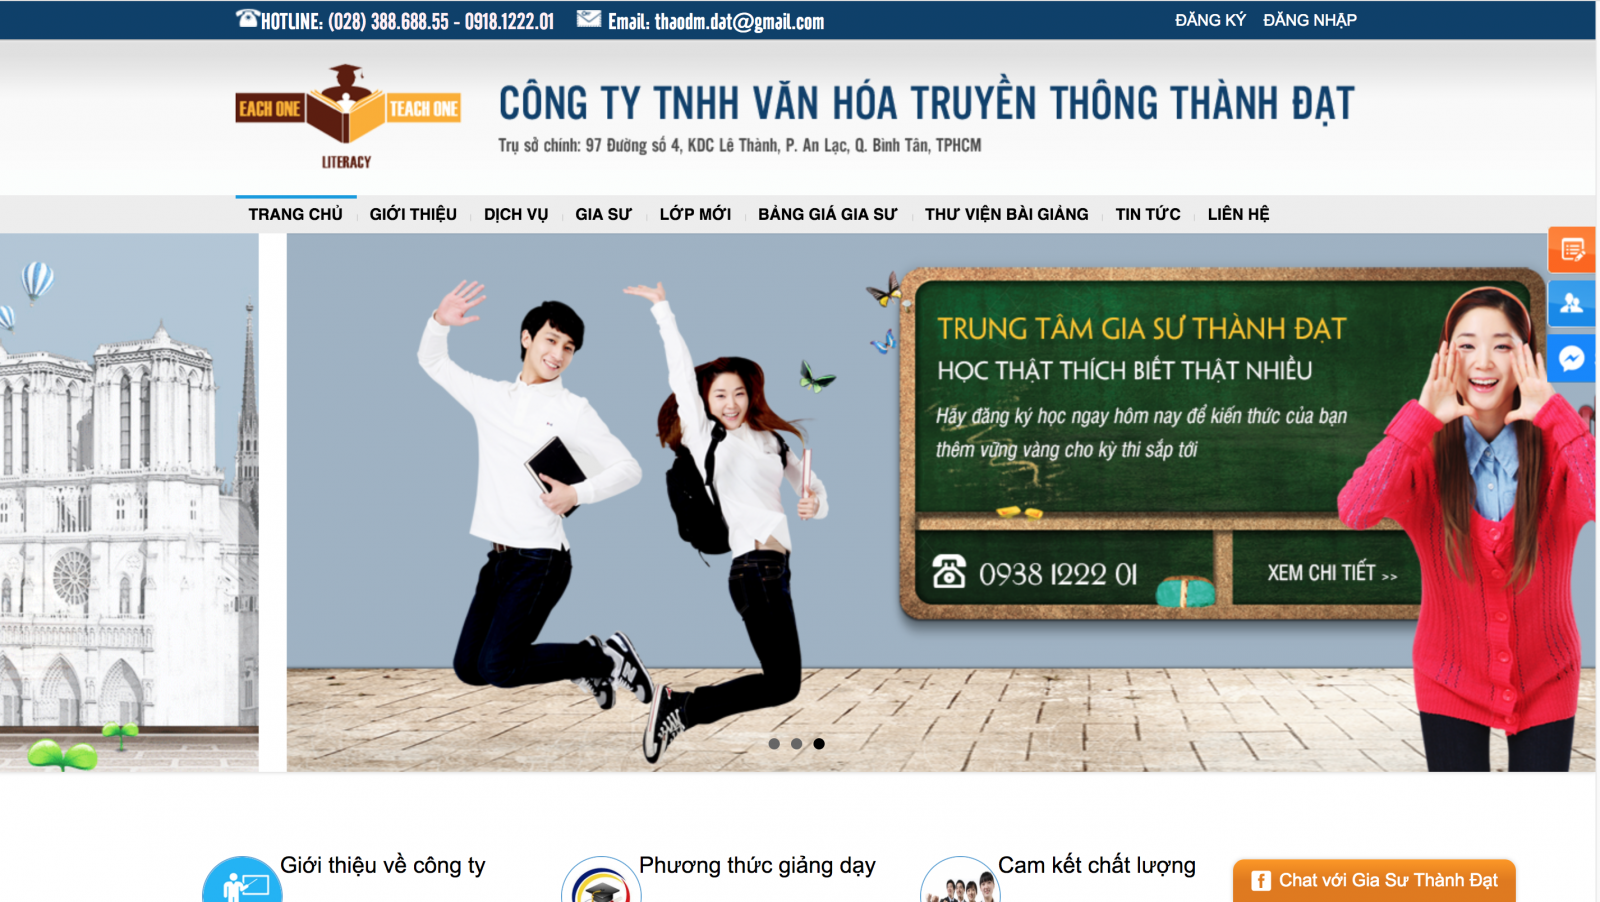 HOTLINE: (028) 388.688.55 - 0918.1222.01 Email: thaodm.dat@gmail.com ĐĂNG KÝ ĐĂNG NHẬP
EACH ONE TEACH ONE
LITERACY
CÔNG TY TNHH VĂN HÓA TRUYỀN THÔNG THÀNH ĐẠT
Trụ sở chính: 97 Đường số 4, KDC Lê Thành, P. An Lạc, Q. Bình Tân, TPHCM
TRANG CHỦ GIỚI THIỆU DỊCH VỤ GIA SƯ LỚP MỚI BẢNG GIÁ GIA SƯ THƯ VIỆN BÀI GIẢNG TIN TỨC LIÊN HỆ
TRUNG TÂM GIA SƯ THÀNH ĐẠT
HỌC THẬT THÍCH BIẾT THẬT NHIỀU
Hãy đăng ký học ngay hôm nay để kiến thức của bạn
thêm vững vàng cho kỳ thi sắp tới
0938 1222 01
XEM CHI TIẾT >>
Giới thiệu về công ty
Phương thức giảng dạy
Cam kết chất lượng
Chat với Gia Sư Thành Đạt